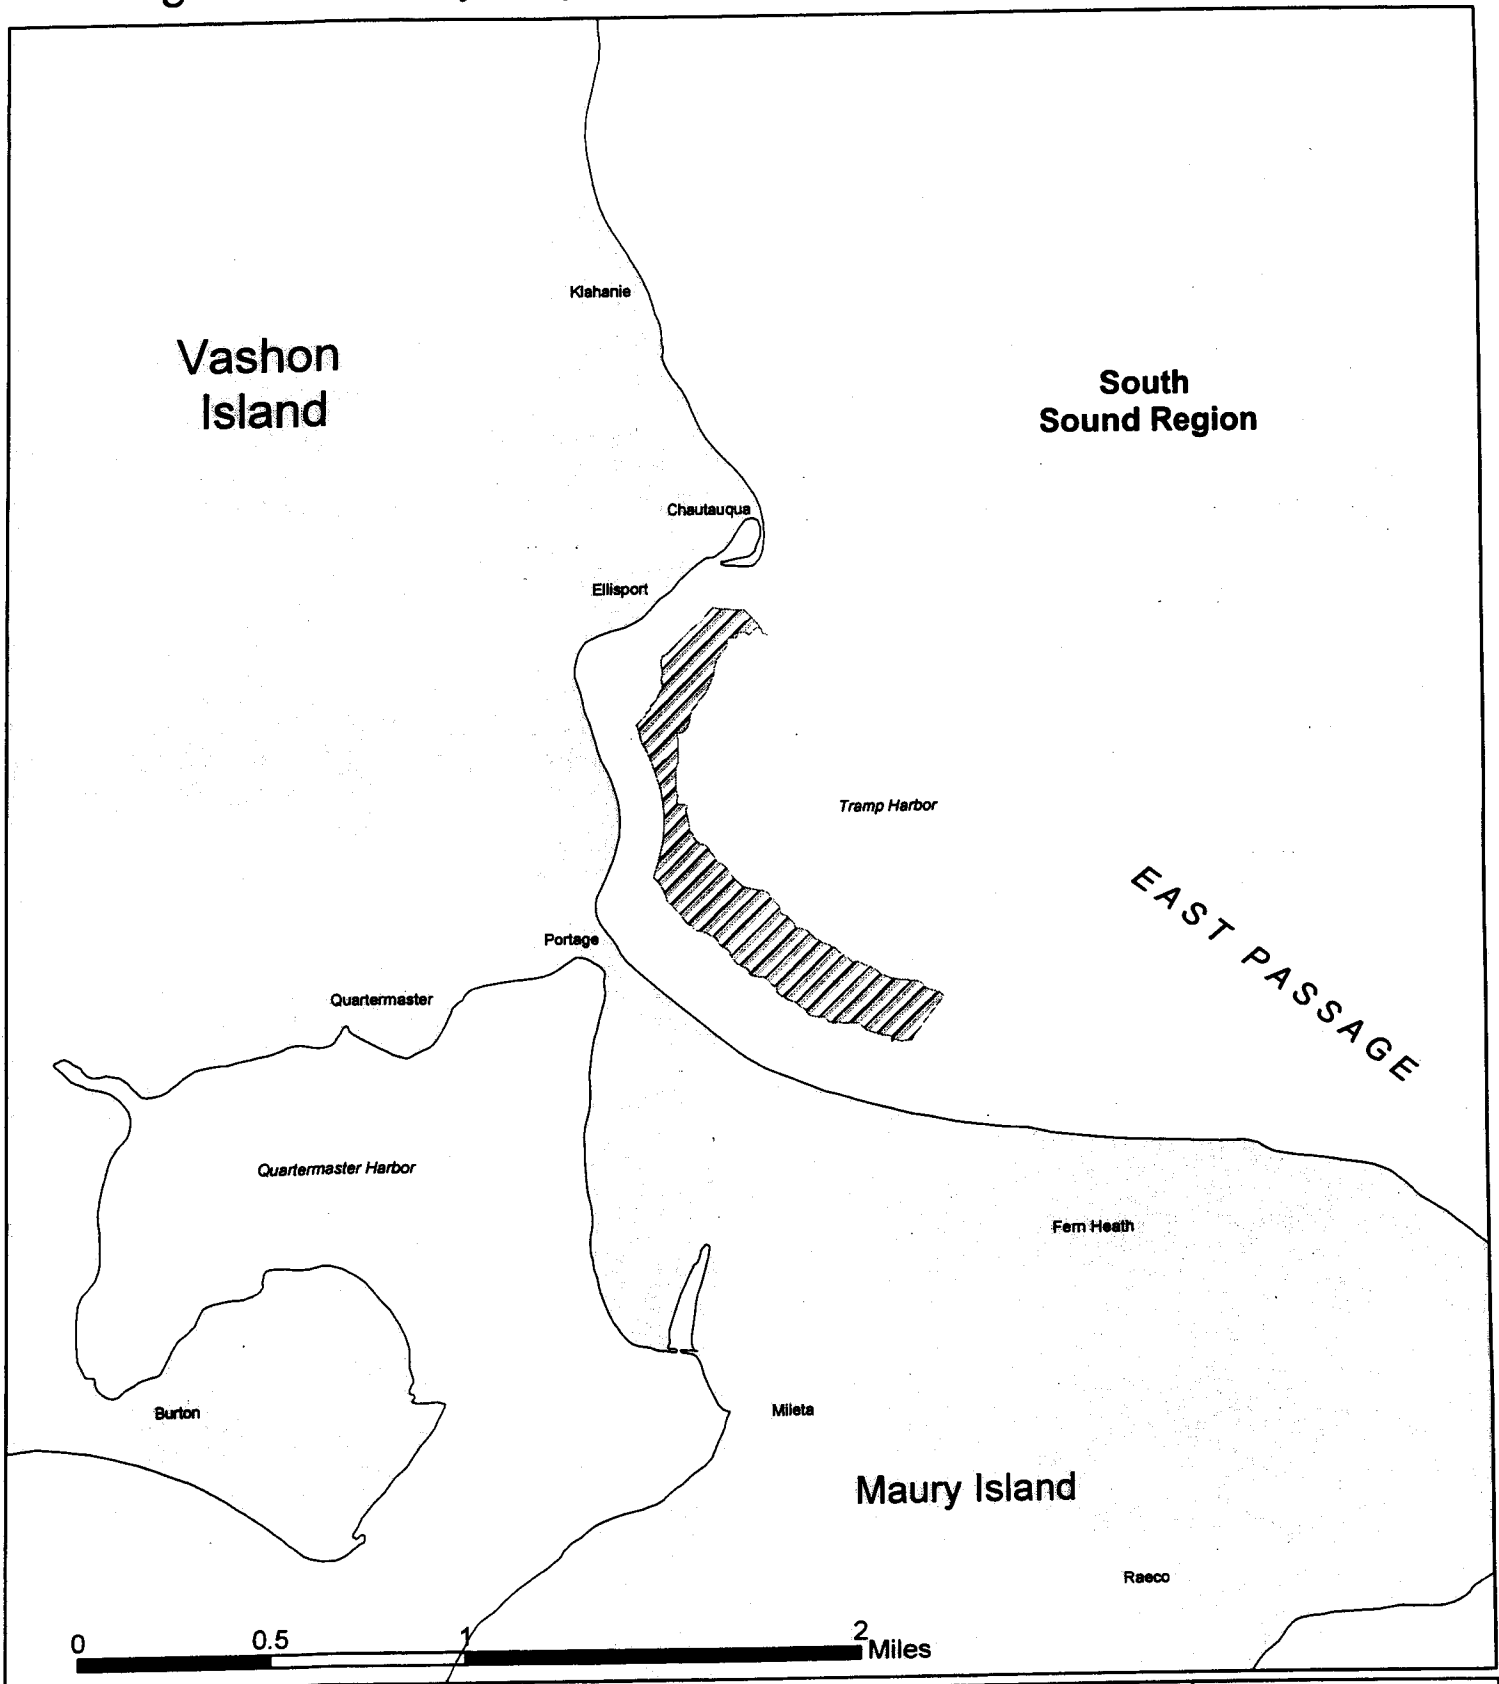 Klahanie
Vashon
Island
South
Sound Region
Chautauqua
Ellisport
Tramp Harbor
EAST PASSAGE
Portage
Quartermaster
Quartermaster Harbor
Fern Heath
Burton
Mileta
Maury Island
Raeco
0 0.5 1 2 Miles